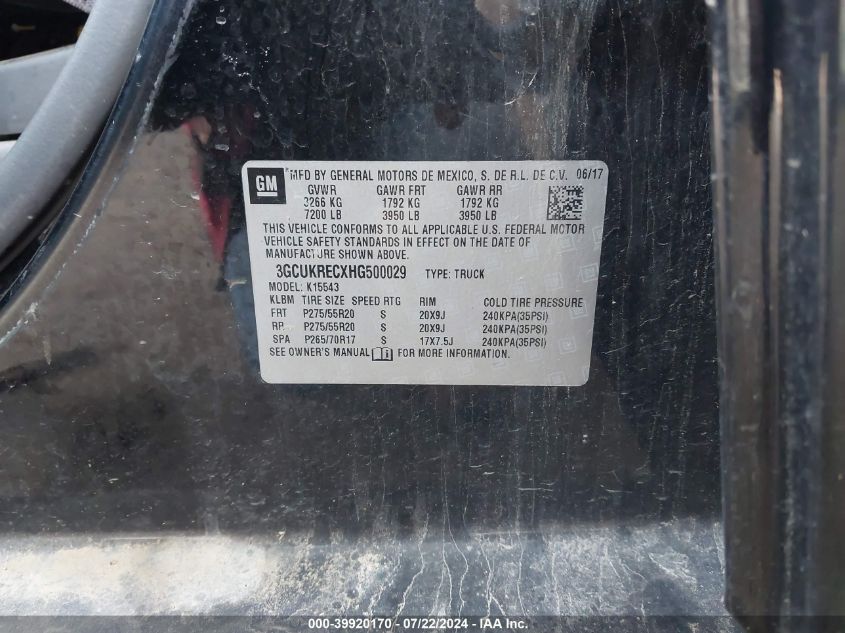 GM
MFD BY GENERAL MOTORS DE MEXICO, S. DE R.L. DE C.V. 06/17
GVWR GAWR FRT GAWR RR
3266 KG 1792 KG 1792 KG
7200 LB 3950 LB 3950 LB
THIS VEHICLE CONFORMS TO ALL APPLICABLE U.S. FEDERAL MOTOR
VEHICLE SAFETY STANDARDS IN EFFECT ON THE DATE OF
MANUFACTURE SHOWN ABOVE.
3GCUKRECXHG500029 TYPE: TRUCK
MODEL: K15543
KLBM TIRE SIZE SPEED RTG RIM COLD TIRE PRESSURE
FRT P275/55R20 S 20X9J 240KPA(35PSI)
RR P275/55R20 S 20X9J 240KPA(35PSI)
SPA P265/70R17 S 17X7.5J 240KPA(35PSI)
SEE OWNER'S MANUAL FOR MORE INFORMATION.
000-39920170 - 07/22/2024 - IAA Inc.